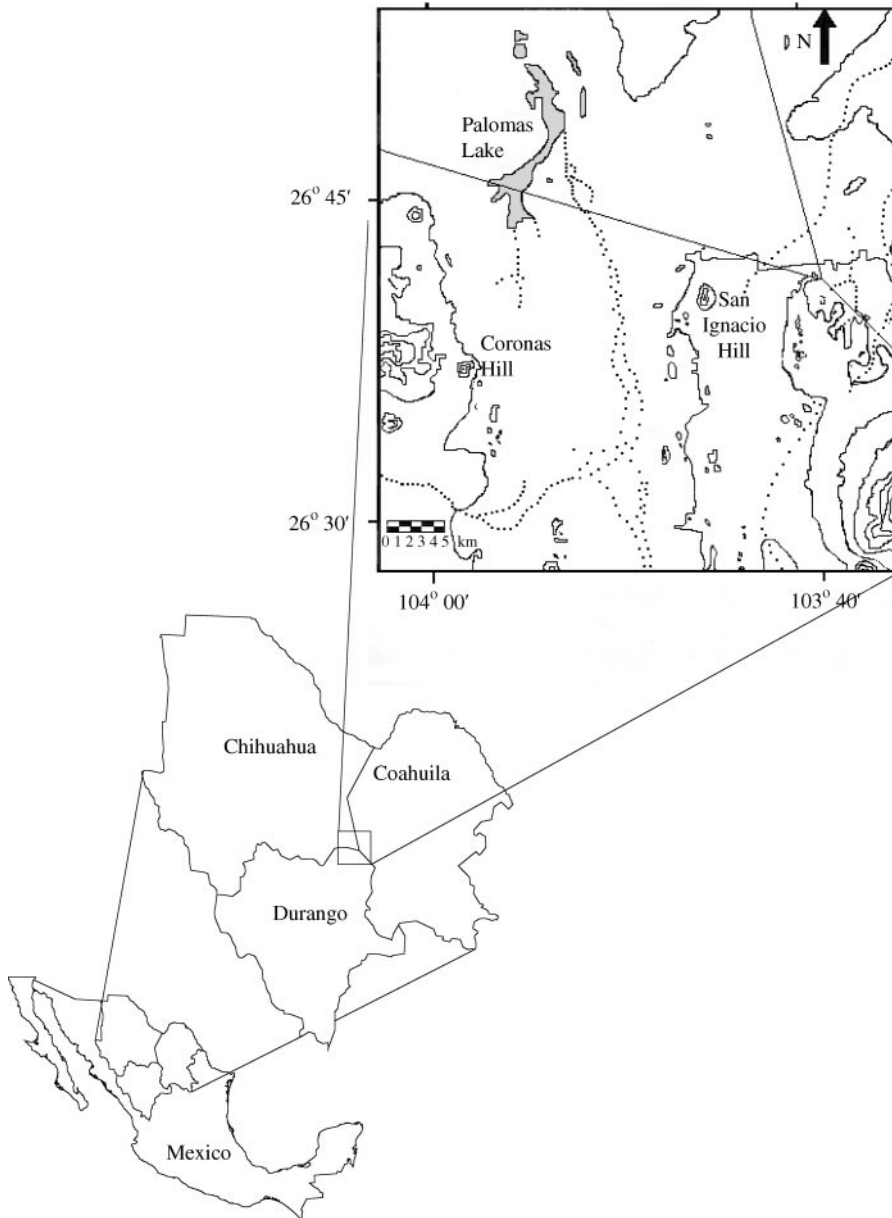 N
Palomas
Lake
26° 45'
San
Ignacio
Hill
Coronas
Hill
26° 30'
0 1 2 3 4 5 km
104° 00'
103° 40'
Chihuahua
Coahuila
Durango
Mexico